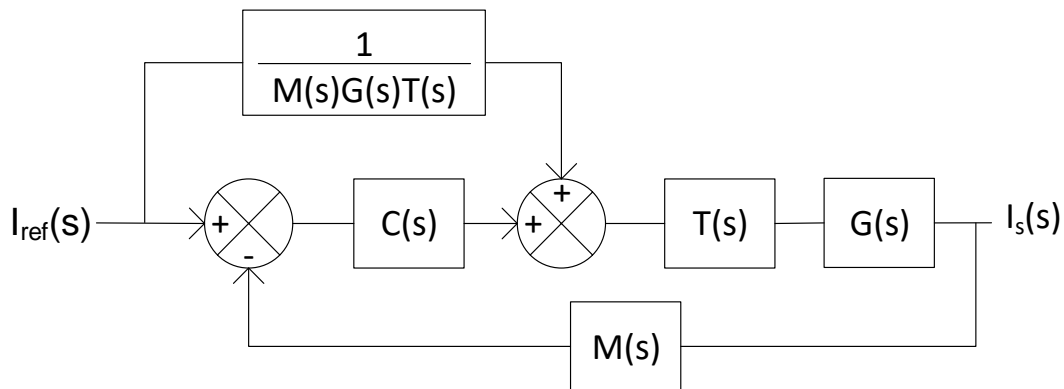 1
M(s)G(s)T(s)
I_ref(s)
+
-
C(s)
+
+
T(s)
G(s)
I_s(s)
M(s)